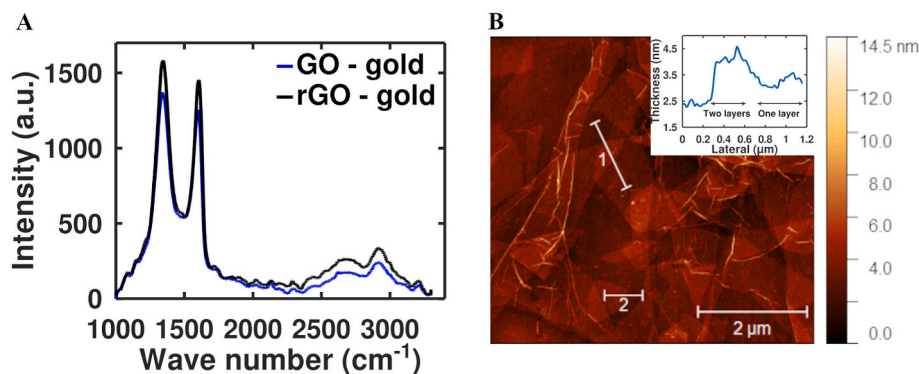 A
Intensity (a.u.)
1500
1000
500
0
GO - gold
rGO - gold
1000 1500 2000 2500 3000
Wave number (cm⁻¹)
B
Thickness (nm)
4.5
3.5
2.5
1.5
Two layers One layer
0 0.2 0.4 0.6 0.8 1 1.2
Lateral (µm)
1
2
2 µm
14.5 nm
12.0
10.0
8.0
6.0
4.0
0.0